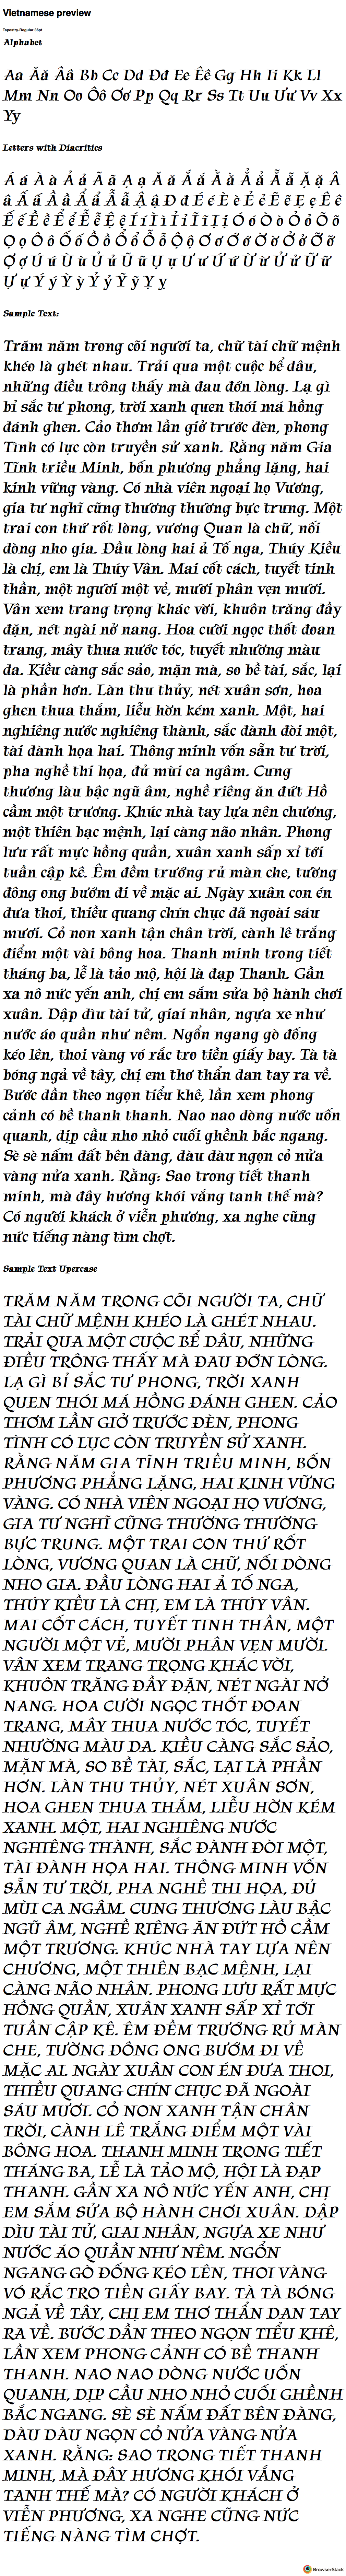 Vietnamese preview
Tapestry-Regular 36pt
Alphabet
Aa Ăă Ââ Bb Cc Dd Đđ Ee Êê Gg Hh Ii Kk Ll
Mm Nn Oo Ôô Ơơ Pp Qq Rr Ss Tt Uu Ưư Vv Xx
Yy
Letters with Diacritics
Á á À à Ả ả Ã ã Ạ ạ Ă ă Ắ ắ Ằ ằ Ẳ ẳ Ẵ ẵ Ặ ặ Â
â Ấ ấ Ầ ầ Ẩ ẩ Ẫ ẫ Ậ ậ Đ đ É é È è Ẻ ẻ Ẽ ẽ Ẹ ẹ Ê ê
Ế ế Ề ề Ể ể Ễ ễ Ệ ệ Í í Ì ì Ỉ ỉ Ĩ ĩ Ị ị Ó ó Ò ò Ỏ ỏ Õ õ
Ọ ọ Ô ô Ố ố Ồ ồ Ổ ổ Ỗ ỗ Ộ ộ Ơ ơ Ớ ớ Ờ ờ Ở ở Ỡ ỡ
Ợ ợ Ú ú Ù ù Ủ ủ Ũ ũ Ụ ụ Ư ư Ứ ứ Ừ ừ Ử ử Ữ ữ
Ự ự Ý ý Ỳ ỳ Ỷ ỷ Ỹ ỹ Ỵ ỵ
Sample Text:
Trăm năm trong cõi người ta, chữ tài chữ mệnh
khéo là ghét nhau. Trải qua một cuộc bể dâu,
những điều trông thấy mà đau đớn lòng. Lạ gì
bỉ sắc tư phong, trời xanh quen thói má hồng
đánh ghen. Cảo thơm lần giở trước đèn, phong
Tình có lục còn truyền sử xanh. Rằng năm Gia
Tĩnh triều Minh, bốn phương phẳng lặng, hai
kinh vững vàng. Có nhà viên ngoại họ Vương,
gia tư nghĩ cũng thường thường bực trung. Một
trai con thứ rốt lòng, vương Quan là chữ, nối
dòng nho gia. Đầu lòng hai ả Tố nga, Thúy Kiều
là chị, em là Thúy Vân. Mai cốt cách, tuyết tinh
thần, một người một vẻ, mười phân vẹn mười.
Vân xem trang trọng khác vời, khuôn trăng đầy
đặn, nét ngài nở nang. Hoa cười ngọc thốt đoan
trang, mây thua nước tóc, tuyết nhường màu
da. Kiều càng sắc sảo, mặn mà, so bề tài, sắc, lại
là phần hơn. Làn thu thủy, nét xuân sơn, hoa
ghen thua thắm, liễu hờn kém xanh. Một, hai
nghiêng nước nghiêng thành, sắc đành đòi một,
tài đành họa hai. Thông minh vốn sẵn tư trời,
pha nghề thi họa, đủ mùi ca ngâm. Cung
thương làu bậc ngũ âm, nghề riêng ăn đứt Hồ
cầm một trương. Khúc nhà tay lựa nên chương,
một thiên bạc mệnh, lại càng não nhân. Phong
lưu rất mực hồng quần, xuân xanh sấp xỉ tới
tuần cập kê. Êm đềm trướng rủ màn che, tường
đông ong bướm đi về mặc ai. Ngày xuân con én
đưa thoi, thiều quang chín chục đã ngoài sáu
mươi. Cỏ non xanh tận chân trời, cành lê trắng
điểm một vài bông hoa. Thanh minh trong tiết
tháng ba, lễ là tảo mộ, hội là đạp Thanh. Gần
xa nô nức yến anh, chị em sắm sửa bộ hành chơi
xuân. Dập dìu tài tử, giai nhân, ngựa xe như
nước áo quần như nêm. Ngổn ngang gò đống
kéo lên, thoi vàng vó rắc tro tiền giấy bay. Tà tà
bóng ngả về tây, chị em thơ thẩn dan tay ra về.
Bước dần theo ngọn tiểu khê, lần xem phong
cảnh có bề thanh thanh. Nao nao dòng nước uốn
quanh, dịp cầu nho nhỏ cuối ghềnh bắc ngang.
Sè sè nấm đất bên đàng, dàu dàu ngọn cỏ nửa
vàng nửa xanh. Rằng: Sao trong tiết thanh
minh, mà đây hương khói vắng tanh thế mà?
Có người khách ở viễn phương, xa nghe cũng
nức tiếng nàng tìm chợt.
Sample Text Upercase
TRĂM NĂM TRONG CÕI NGƯỜI TA, CHỮ
TÀI CHỮ MỆNH KHÉO LÀ GHÉT NHAU.
TRẢI QUA MỘT CUỘC BỂ DÂU, NHỮNG
ĐIỀU TRÔNG THẤY MÀ ĐAU ĐỚN LÒNG.
LẠ GÌ BỈ SẮC TƯ PHONG, TRỜI XANH
QUEN THÓI MÁ HỒNG ĐÁNH GHEN. CẢO
THƠM LẦN GIỞ TRƯỚC ĐÈN, PHONG
TÌNH CÓ LỤC CÒN TRUYỀN SỬ XANH.
RẰNG NĂM GIA TĨNH TRIỀU MINH, BỐN
PHƯƠNG PHẲNG LẶNG, HAI KINH VỮNG
VÀNG. CÓ NHÀ VIÊN NGOẠI HỌ VƯƠNG,
GIA TƯ NGHĨ CŨNG THƯỜNG THƯỜNG
BỰC TRUNG. MỘT TRAI CON THỨ RỐT
LÒNG, VƯƠNG QUAN LÀ CHỮ, NỐI DÒNG
NHO GIA. ĐẦU LÒNG HAI Ả TỐ NGA,
THÚY KIỀU LÀ CHỊ, EM LÀ THÚY VÂN.
MAI CỐT CÁCH, TUYẾT TINH THẦN, MỘT
NGƯỜI MỘT VẺ, MƯỜI PHÂN VẸN MƯỜI.
VÂN XEM TRANG TRỌNG KHÁC VỜI,
KHUÔN TRĂNG ĐẦY ĐẶN, NÉT NGÀI NỞ
NANG. HOA CƯỜI NGỌC THỐT ĐOAN
TRANG, MÂY THUA NƯỚC TÓC, TUYẾT
NHƯỜNG MÀU DA. KIỀU CÀNG SẮC SẢO,
MẶN MÀ, SO BỀ TÀI, SẮC, LẠI LÀ PHẦN
HƠN. LÀN THU THỦY, NÉT XUÂN SƠN,
HOA GHEN THUA THẮM, LIỄU HỜN KÉM
XANH. MỘT, HAI NGHIÊNG NƯỚC
NGHIÊNG THÀNH, SẮC ĐÀNH ĐÒI MỘT,
TÀI ĐÀNH HỌA HAI. THÔNG MINH VỐN
SẴN TƯ TRỜI, PHA NGHỀ THI HỌA, ĐỦ
MÙI CA NGÂM. CUNG THƯƠNG LÀU BẬC
NGŨ ÂM, NGHỀ RIÊNG ĂN ĐỨT HỒ CẦM
MỘT TRƯƠNG. KHÚC NHÀ TAY LỰA NÊN
CHƯƠNG, MỘT THIÊN BẠC MỆNH, LẠI
CÀNG NÃO NHÂN. PHONG LƯU RẤT MỰC
HỒNG QUẦN, XUÂN XANH SẤP XỈ TỚI
TUẦN CẬP KÊ. ÊM ĐỀM TRƯỚNG RỦ MÀN
CHE, TƯỜNG ĐÔNG ONG BƯỚM ĐI VỀ
MẶC AI. NGÀY XUÂN CON ÉN ĐƯA THOI,
THIỀU QUANG CHÍN CHỤC ĐÃ NGOÀI
SÁU MƯƠI. CỎ NON XANH TẬN CHÂN
TRỜI, CÀNH LÊ TRẮNG ĐIỂM MỘT VÀI
BÔNG HOA. THANH MINH TRONG TIẾT
THÁNG BA, LỄ LÀ TẢO MỘ, HỘI LÀ ĐẠP
THANH. GẦN XA NÔ NỨC YẾN ANH, CHỊ
EM SẮM SỬA BỘ HÀNH CHƠI XUÂN. DẬP
DÌU TÀI TỬ, GIAI NHÂN, NGỰA XE NHƯ
NƯỚC ÁO QUẦN NHƯ NÊM. NGỔN
NGANG GÒ ĐỐNG KÉO LÊN, THOI VÀNG
VÓ RẮC TRO TIỀN GIẤY BAY. TÀ TÀ BÓNG
NGẢ VỀ TÂY, CHỊ EM THƠ THẨN DAN TAY
RA VỀ. BƯỚC DẦN THEO NGỌN TIỂU KHÊ,
LẦN XEM PHONG CẢNH CÓ BỀ THANH
THANH. NAO NAO DÒNG NƯỚC UỐN
QUANH, DỊP CẦU NHO NHỎ CUỐI GHỀNH
BẮC NGANG. SÈ SÈ NẤM ĐẤT BÊN ĐÀNG,
DÀU DÀU NGỌN CỎ NỬA VÀNG NỬA
XANH. RẰNG: SAO TRONG TIẾT THANH
MINH, MÀ ĐÂY HƯƠNG KHÓI VẮNG
TANH THẾ MÀ? CÓ NGƯỜI KHÁCH Ở
VIỄN PHƯƠNG, XA NGHE CŨNG NỨC
TIẾNG NÀNG TÌM CHỢT.
BrowserStack